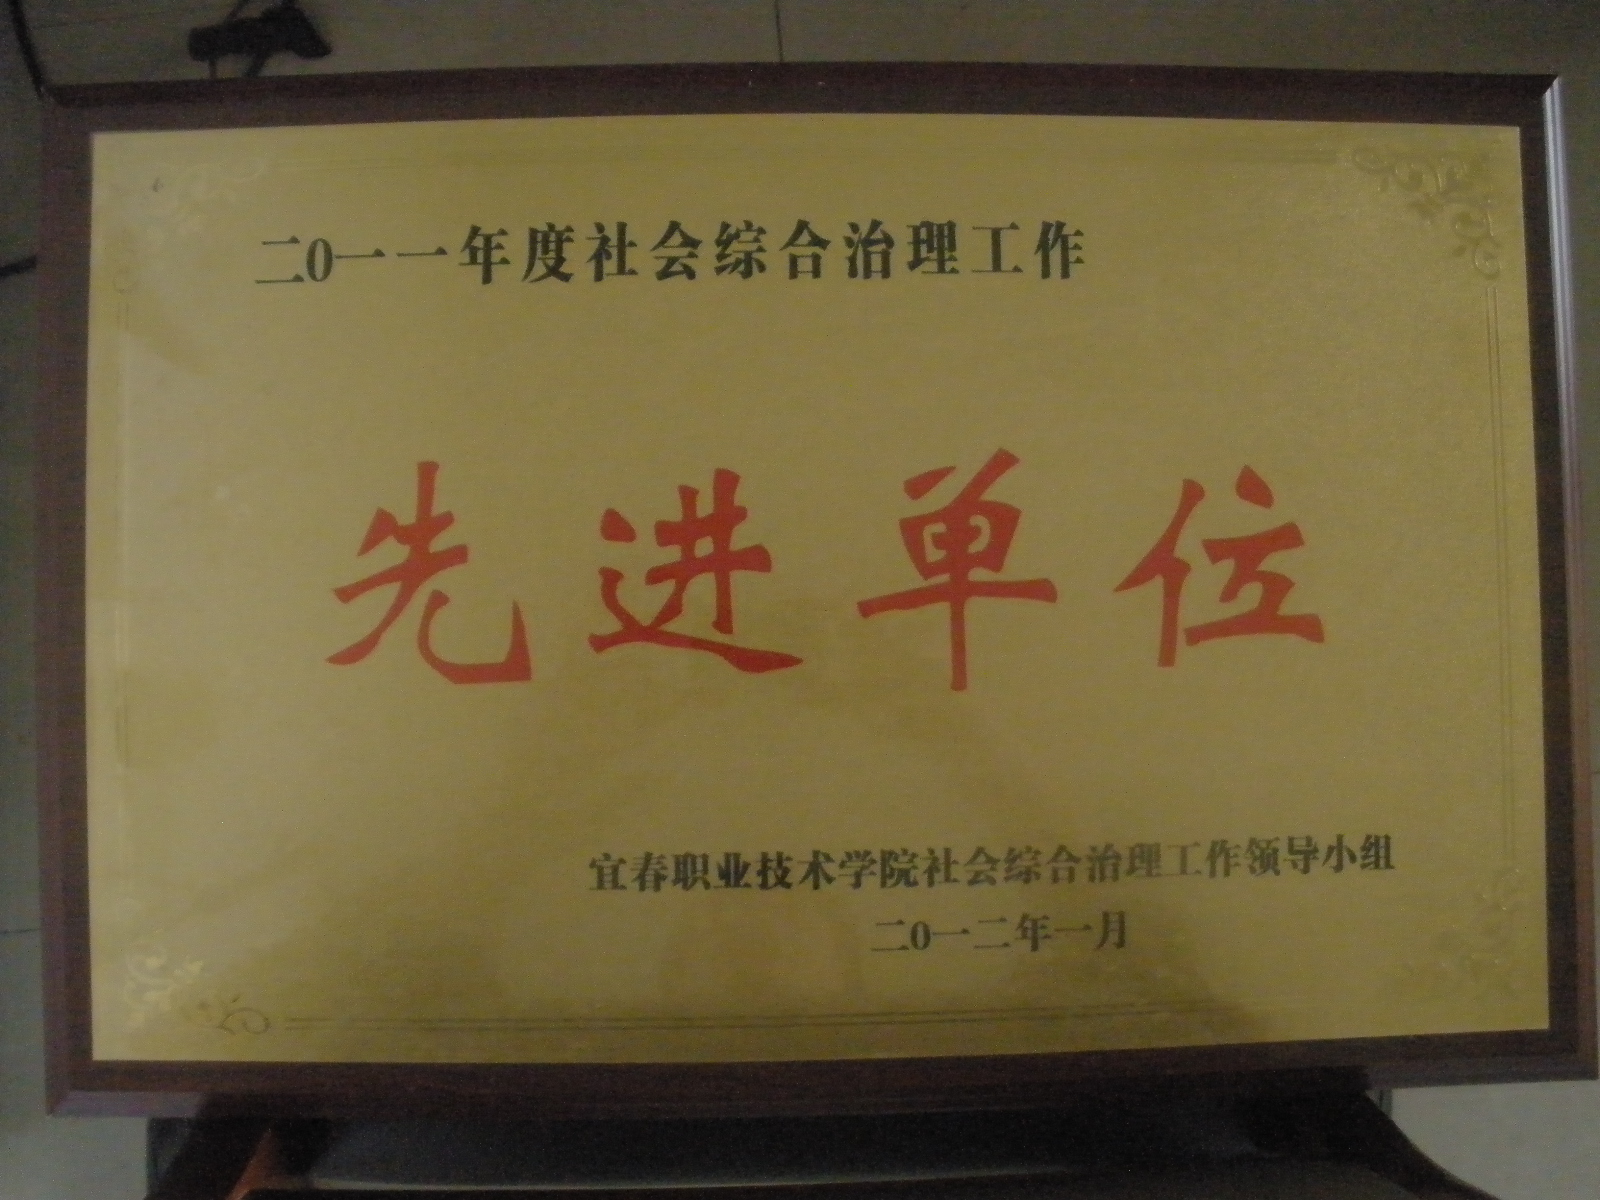 二0一一年度社会综合治理工作
先进单位
宜春职业技术学院社会综合治理工作领导小组
二0一二年一月